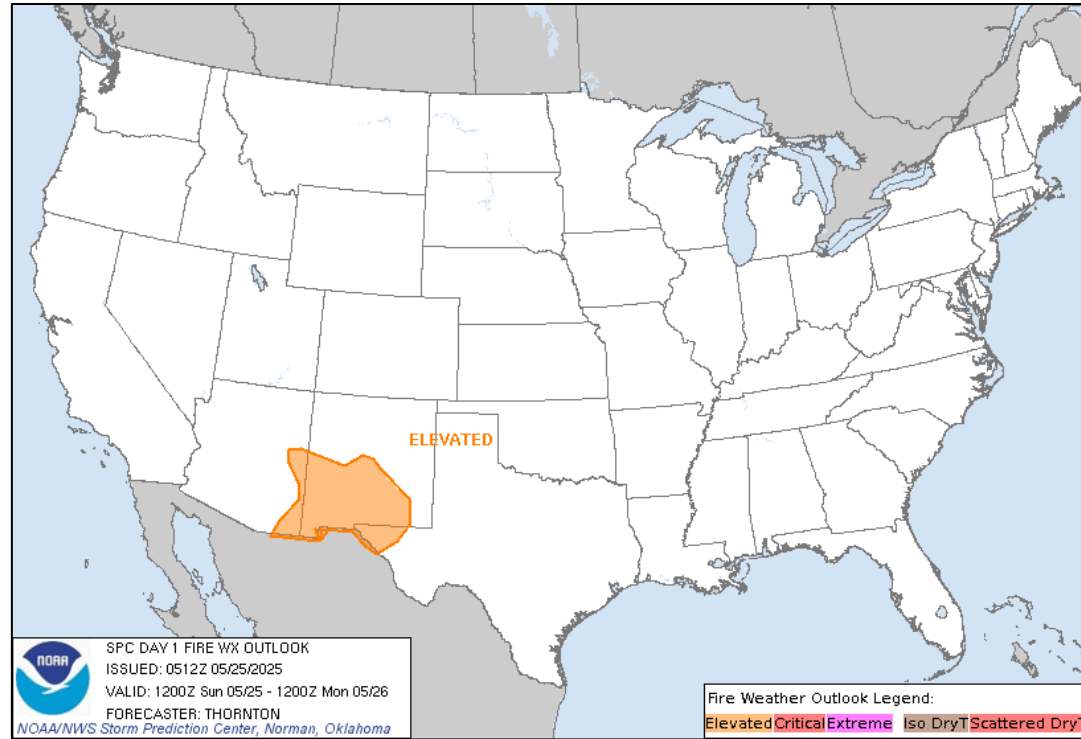 ELEVATED
NOAA
SPC DAY 1 FIRE WX OUTLOOK
ISSUED: 0512Z 05/25/2025
VALID: 1200Z Sun 05/25 - 1200Z Mon 05/26
FORECASTER: THORNTON
NOAA/NWS Storm Prediction Center, Norman, Oklahoma
Fire Weather Outlook Legend:
Elevated Critical Extreme Iso DryT Scattered DryT